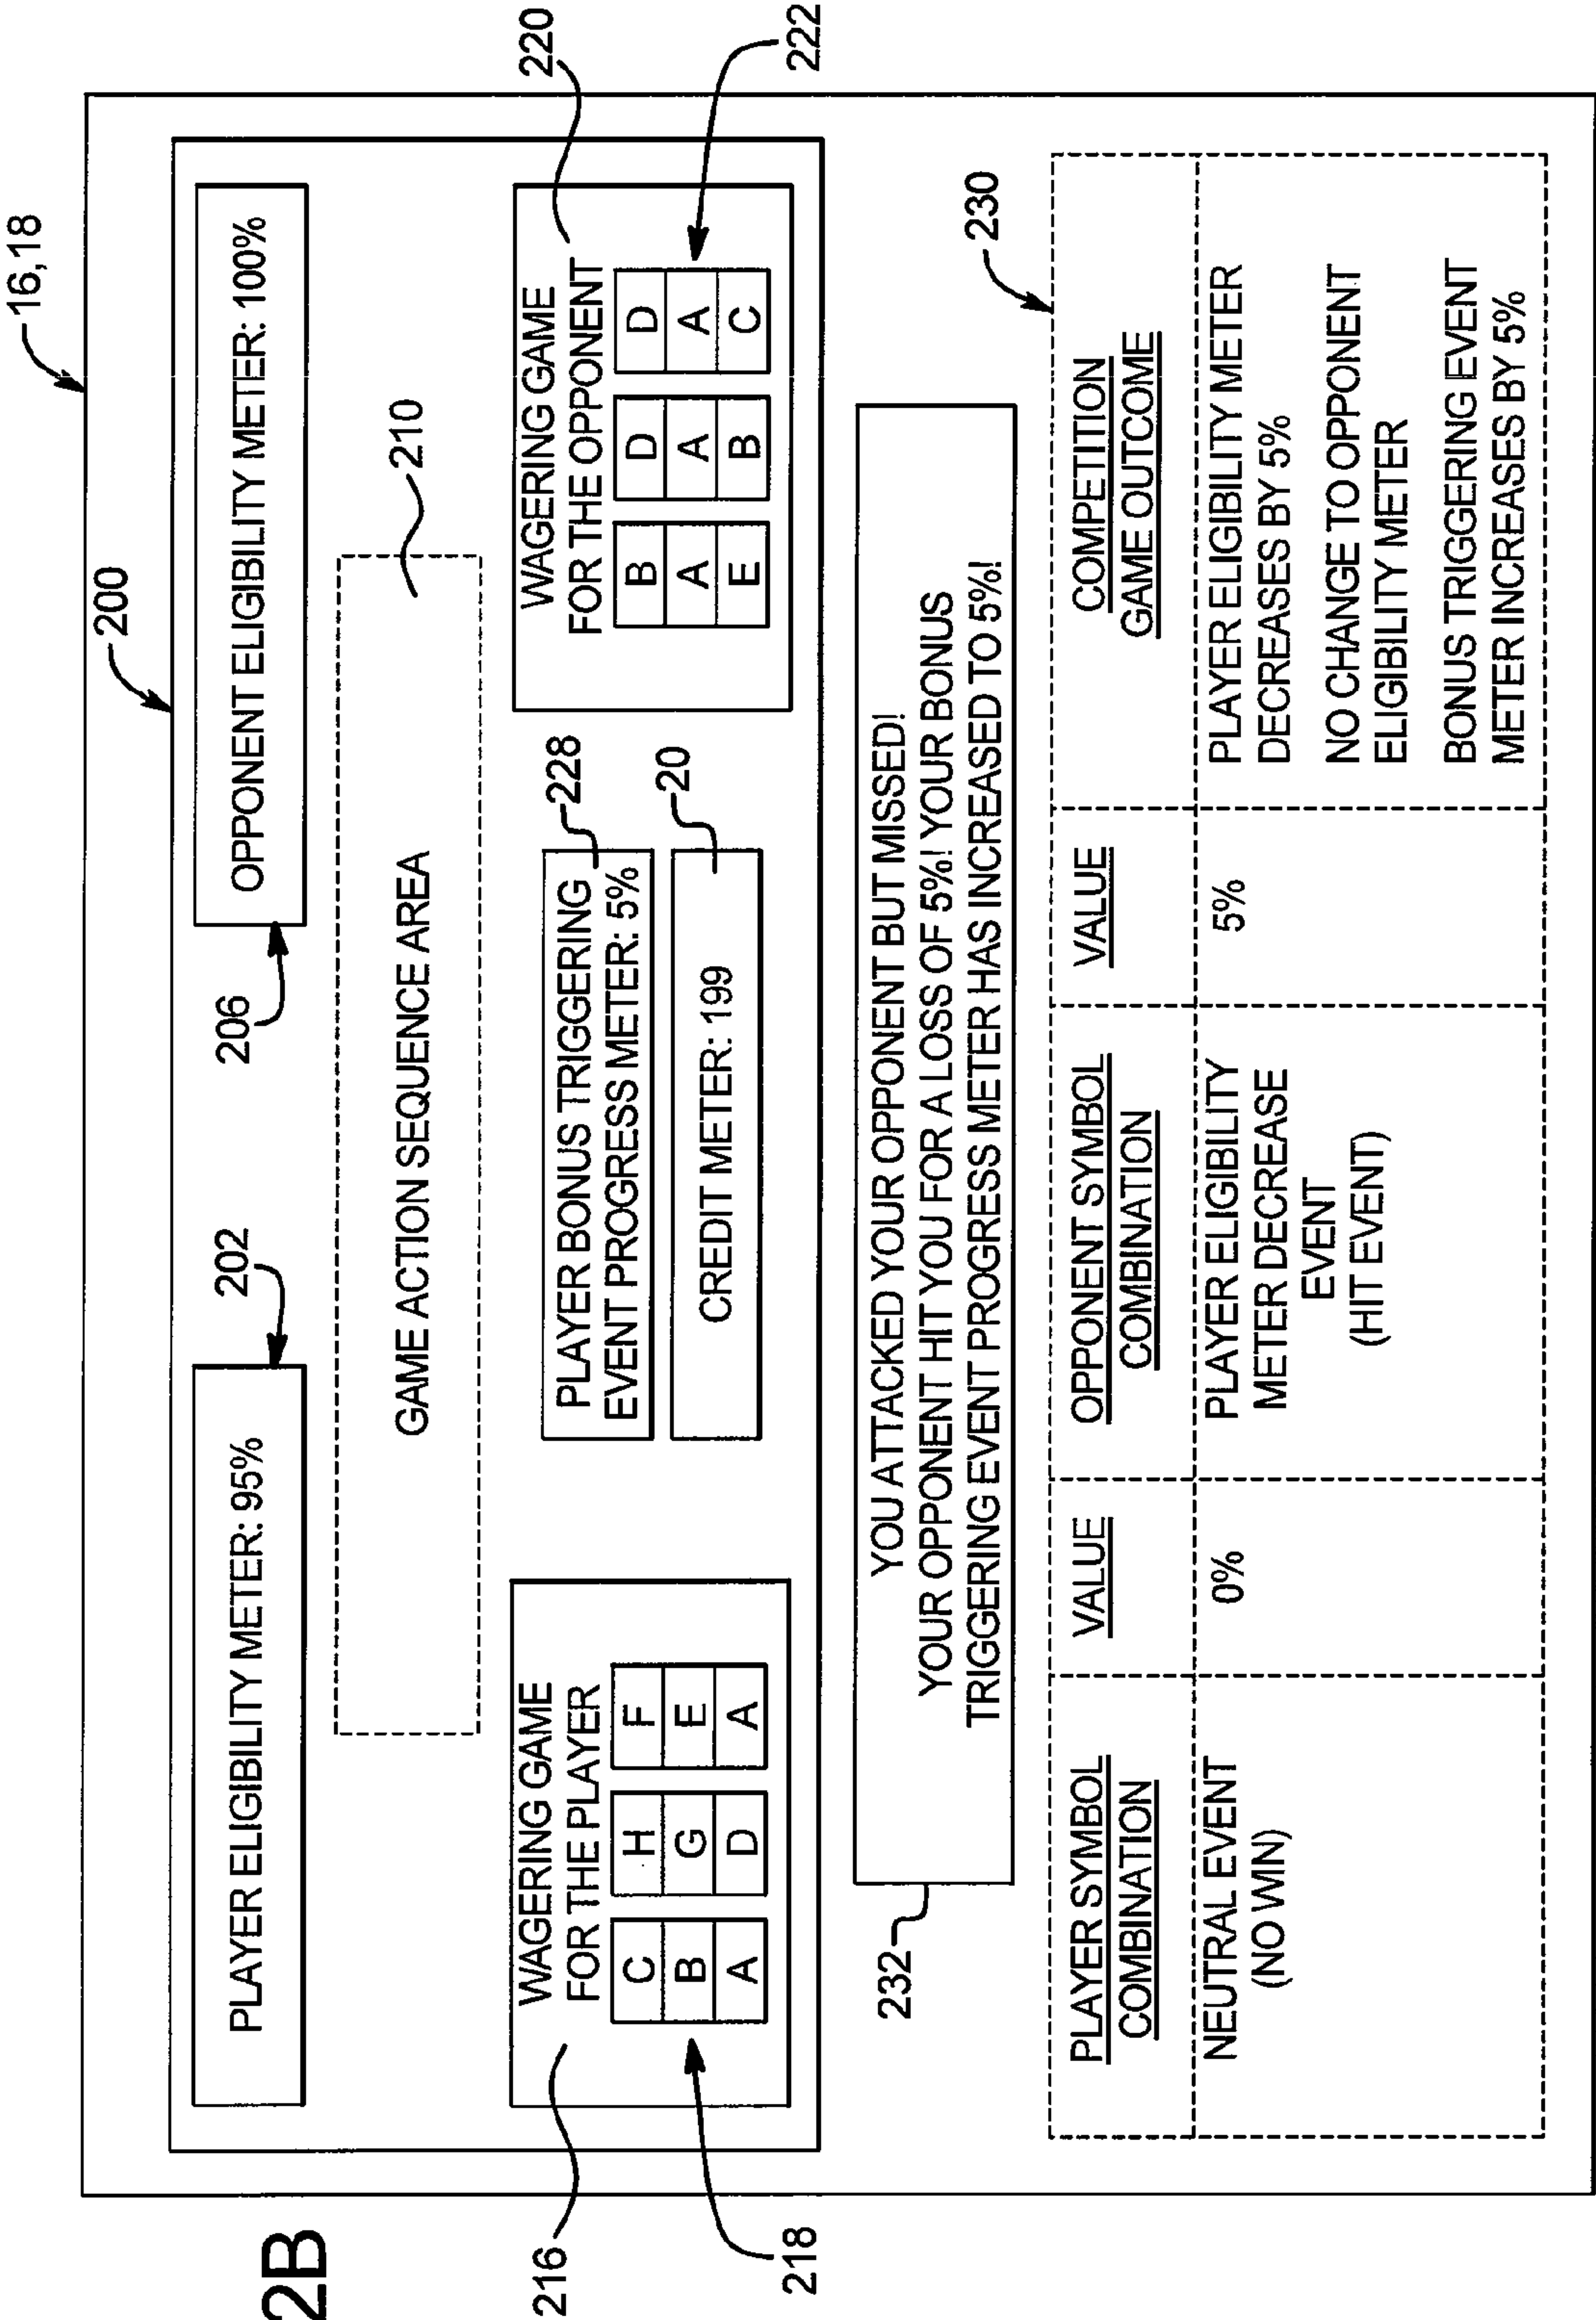 2B
16,18
200
PLAYER ELIGIBILITY METER: 95%
202
206
OPPONENT ELIGIBILITY METER: 100%
GAME ACTION SEQUENCE AREA
210
216
WAGERING GAME
FOR THE PLAYER
C H F
B G E
A D A
218
PLAYER BONUS TRIGGERING
EVENT PROGRESS METER: 5%
228
CREDIT METER: 199
20
WAGERING GAME
FOR THE OPPONENT
B D D
A A A
E B C
220
222
232
YOU ATTACKED YOUR OPPONENT BUT MISSED!
YOUR OPPONENT HIT YOU FOR A LOSS OF 5%! YOUR BONUS
TRIGGERING EVENT PROGRESS METER HAS INCREASED TO 5%!
230
PLAYER SYMBOL
COMBINATION
VALUE
OPPONENT SYMBOL
COMBINATION
VALUE
COMPETITION
GAME OUTCOME
NEUTRAL EVENT
(NO WIN)
0%
PLAYER ELIGIBILITY
METER DECREASE
EVENT
(HIT EVENT)
5%
PLAYER ELIGIBILITY METER
DECREASES BY 5%
NO CHANGE TO OPPONENT
ELIGIBILITY METER
BONUS TRIGGERING EVENT
METER INCREASES BY 5%